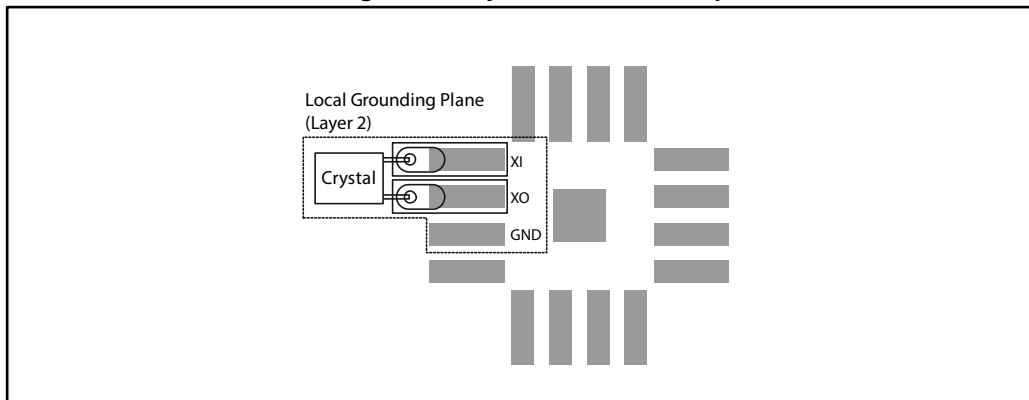 Local Grounding Plane
(Layer 2)
XI
Crystal
XO
GND